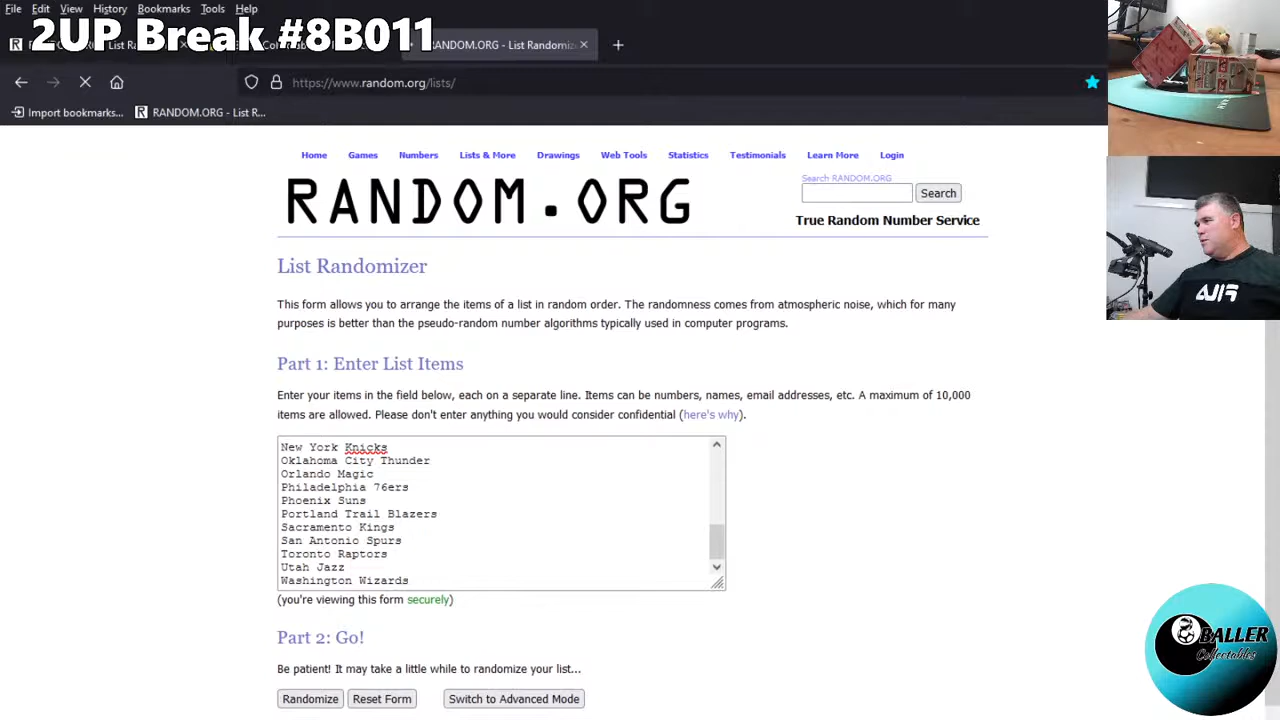 File Edit View History Bookmarks Tools Help
2UP Break #8B011
RANDOM.ORG - List Randomiz
https://www.random.org/lists/
Import bookmarks... RANDOM.ORG - List R...
Home Games Numbers Lists & More Drawings Web Tools Statistics Testimonials Learn More Login
RANDOM.ORG
Search RANDOM.ORG
Search
True Random Number Service
List Randomizer
This form allows you to arrange the items of a list in random order. The randomness comes from atmospheric noise, which for many
purposes is better than the pseudo-random number algorithms typically used in computer programs.
Part 1: Enter List Items
Enter your items in the field below, each on a separate line. Items can be numbers, names, email addresses, etc. A maximum of 10,000
items are allowed. Please don't enter anything you would consider confidential (here's why).
New York Knicks
Oklahoma City Thunder
Orlando Magic
Philadelphia 76ers
Phoenix Suns
Portland Trail Blazers
Sacramento Kings
San Antonio Spurs
Toronto Raptors
Utah Jazz
Washington Wizards
(you're viewing this form securely)
Part 2: Go!
Be patient! It may take a little while to randomize your list...
Randomize Reset Form Switch to Advanced Mode
BALLER
Collectables